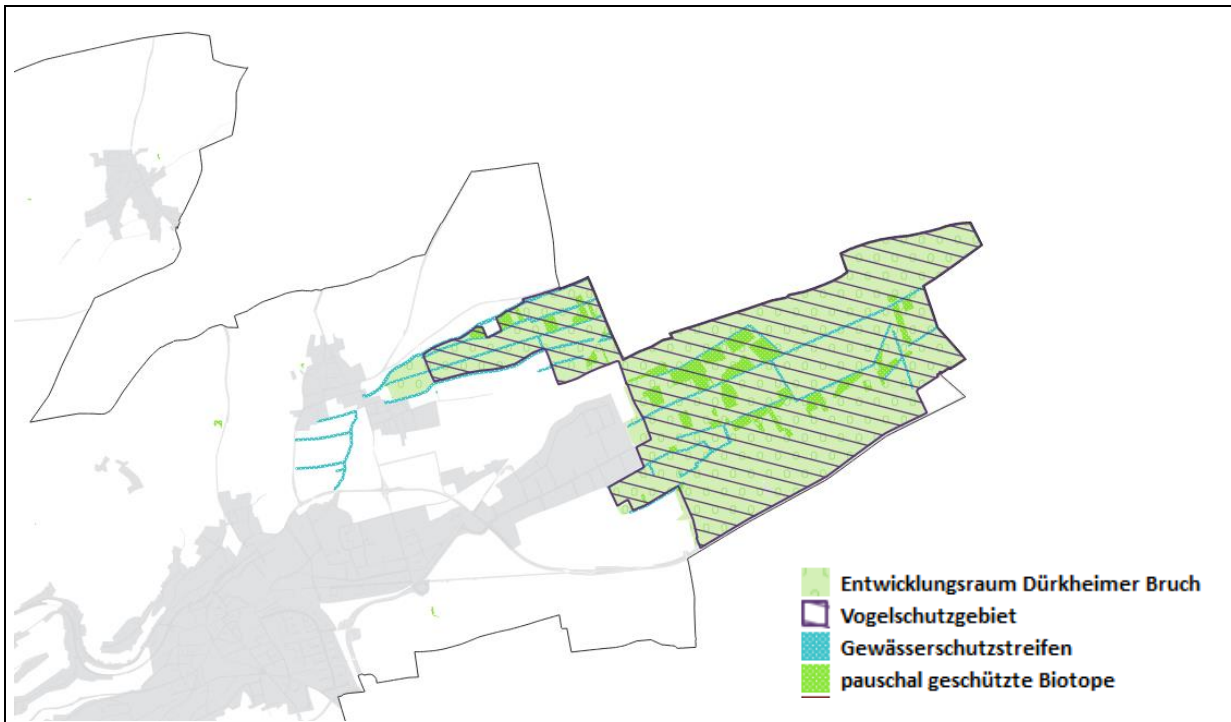 Entwicklungsraum Dürkheimer Bruch
Vogelschutzgebiet
Gewässerschutzstreifen
pauschal geschützte Biotope